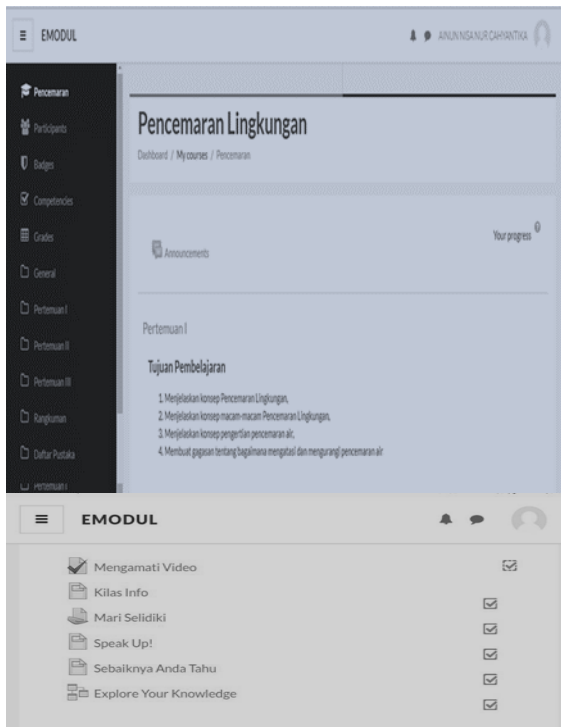 EMODUL
AINUN NISA NUR CAHYANTIKA
Pencemaran
Participants
Badges
Competencies
Grades
General
Pertemuan I
Pertemuan II
Pertemuan III
Rangkuman
Daftar Pustaka
Pertemuan I
Pencemaran Lingkungan
Dashboard / My courses / Pencemaran
Your progress
Announcements
Pertemuan I
Tujuan Pembelajaran
1. Menjelaskan konsep Pencemaran Lingkungan,
2. Menjelaskan konsep macam-macam Pencemaran Lingkungan,
3. Menjelaskan konsep pengertian pencemaran air,
4. Membuat gagasan tentang bagaimana mengatasi dan mengurangi pencemaran air
EMODUL
Mengamati Video
Kilas Info
Mari Selidiki
Speak Up!
Sebaiknya Anda Tahu
Explore Your Knowledge